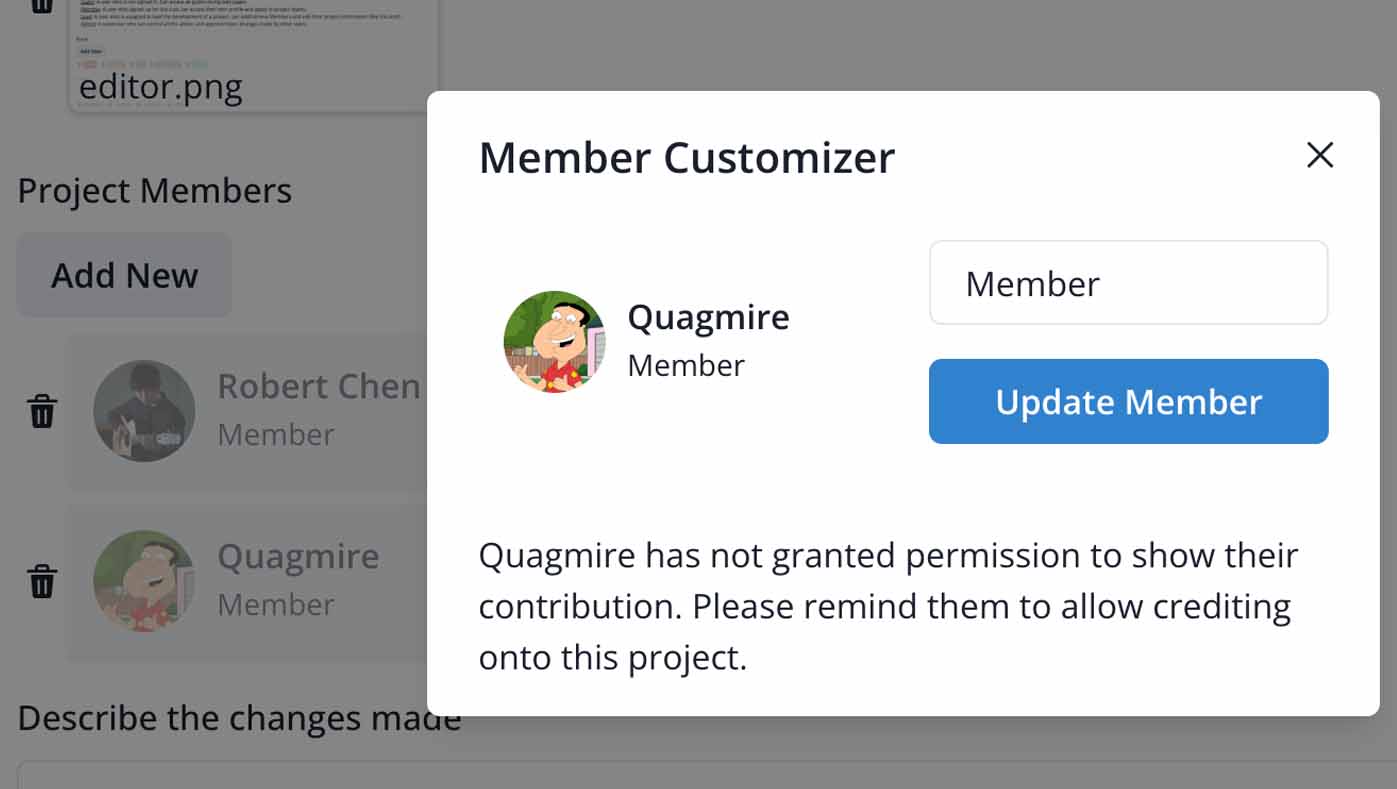 editor.png
Project Members
Add New
Robert Chen
Member
Quagmire
Member
Describe the changes made
Member Customizer
Quagmire
Member
Member
Update Member
Quagmire has not granted permission to show their
contribution. Please remind them to allow crediting
onto this project.